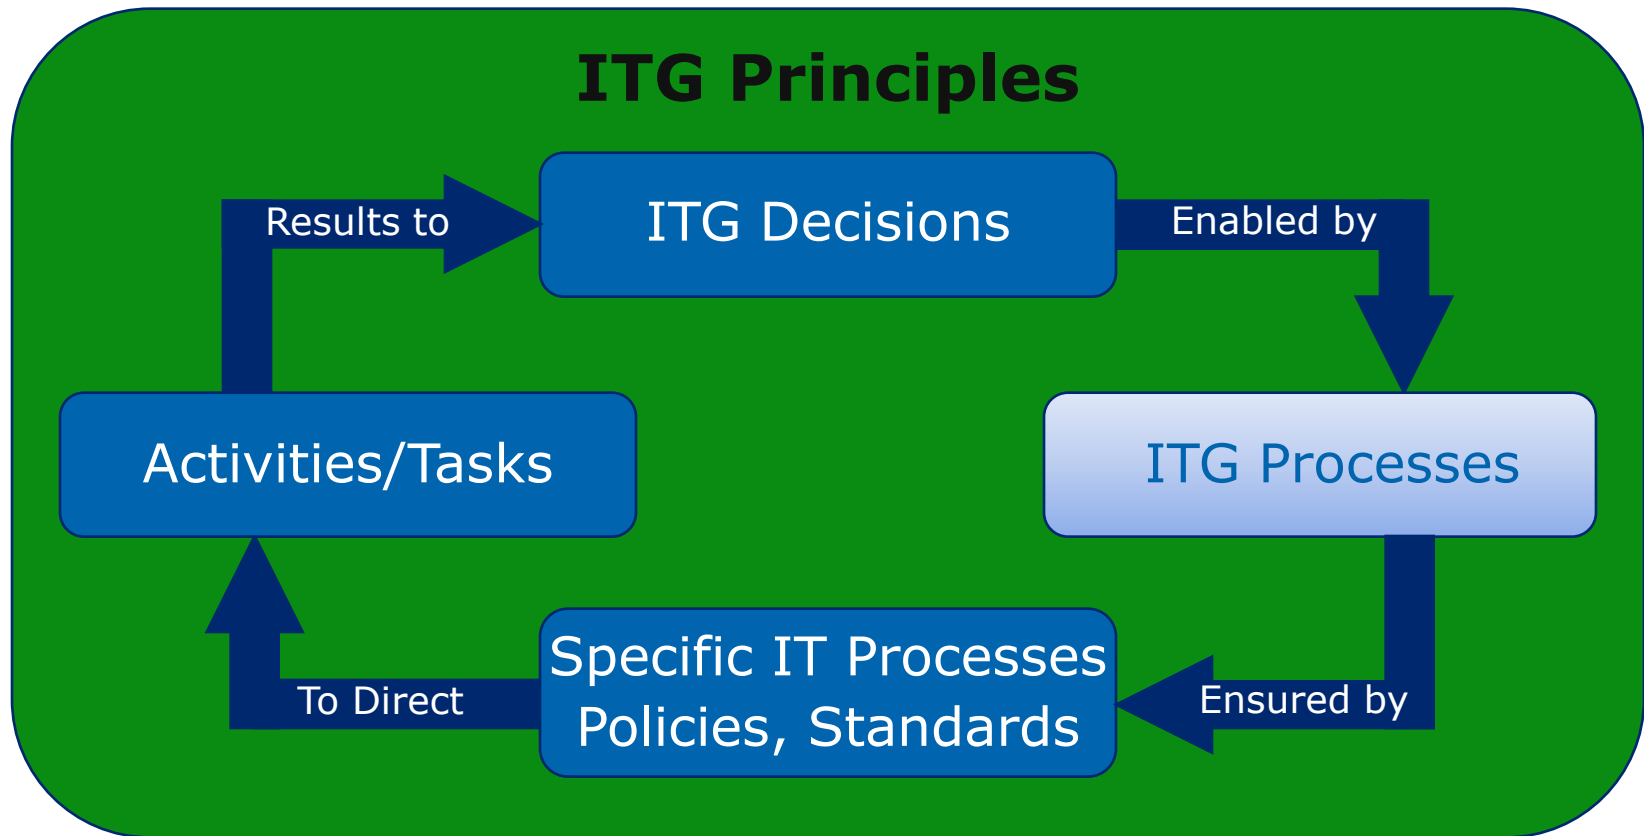 ITG Principles
Results to
ITG Decisions
Enabled by
Activities/Tasks
ITG Processes
Specific IT Processes
Policies, Standards
To Direct
Ensured by